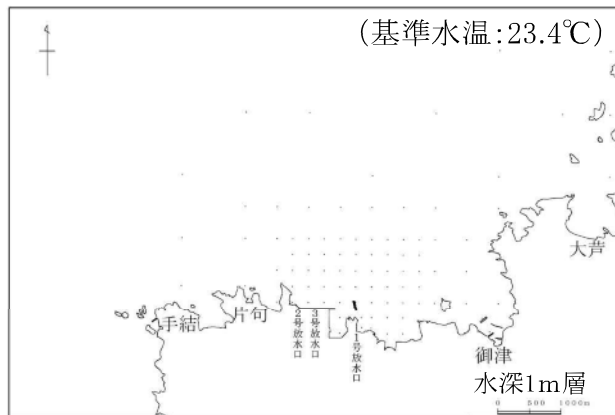 (基準水温:23.4℃)
大芦
手結
片句
2号放水口
3号放水口
1号放水口
御津
水深1m層
0 500 1000m